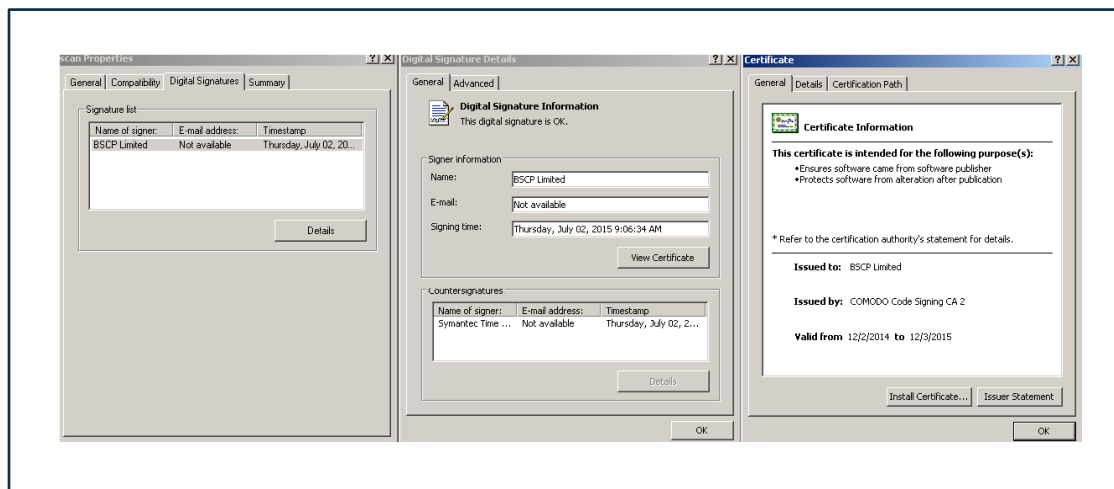 scan Properties
General Compatibility Digital Signatures Summary
Signature list
Name of signer: E-mail address: Timestamp
BSCP Limited Not available Thursday, July 02, 20...
Details
Digital Signature Details
General Advanced
Digital Signature Information
This digital signature is OK.
Signer information
Name: BSCP Limited
E-mail: Not available
Signing time: Thursday, July 02, 2015 9:06:34 AM
View Certificate
Countersignatures
Name of signer: E-mail address: Timestamp
Symantec Time ... Not available Thursday, July 02, 2...
Details
OK
Certificate
General Details Certification Path
Certificate Information
This certificate is intended for the following purpose(s):
•Ensures software came from software publisher
•Protects software from alteration after publication
* Refer to the certification authority's statement for details.
Issued to: BSCP Limited
Issued by: COMODO Code Signing CA 2
Valid from 12/2/2014 to 12/3/2015
Install Certificate... Issuer Statement
OK